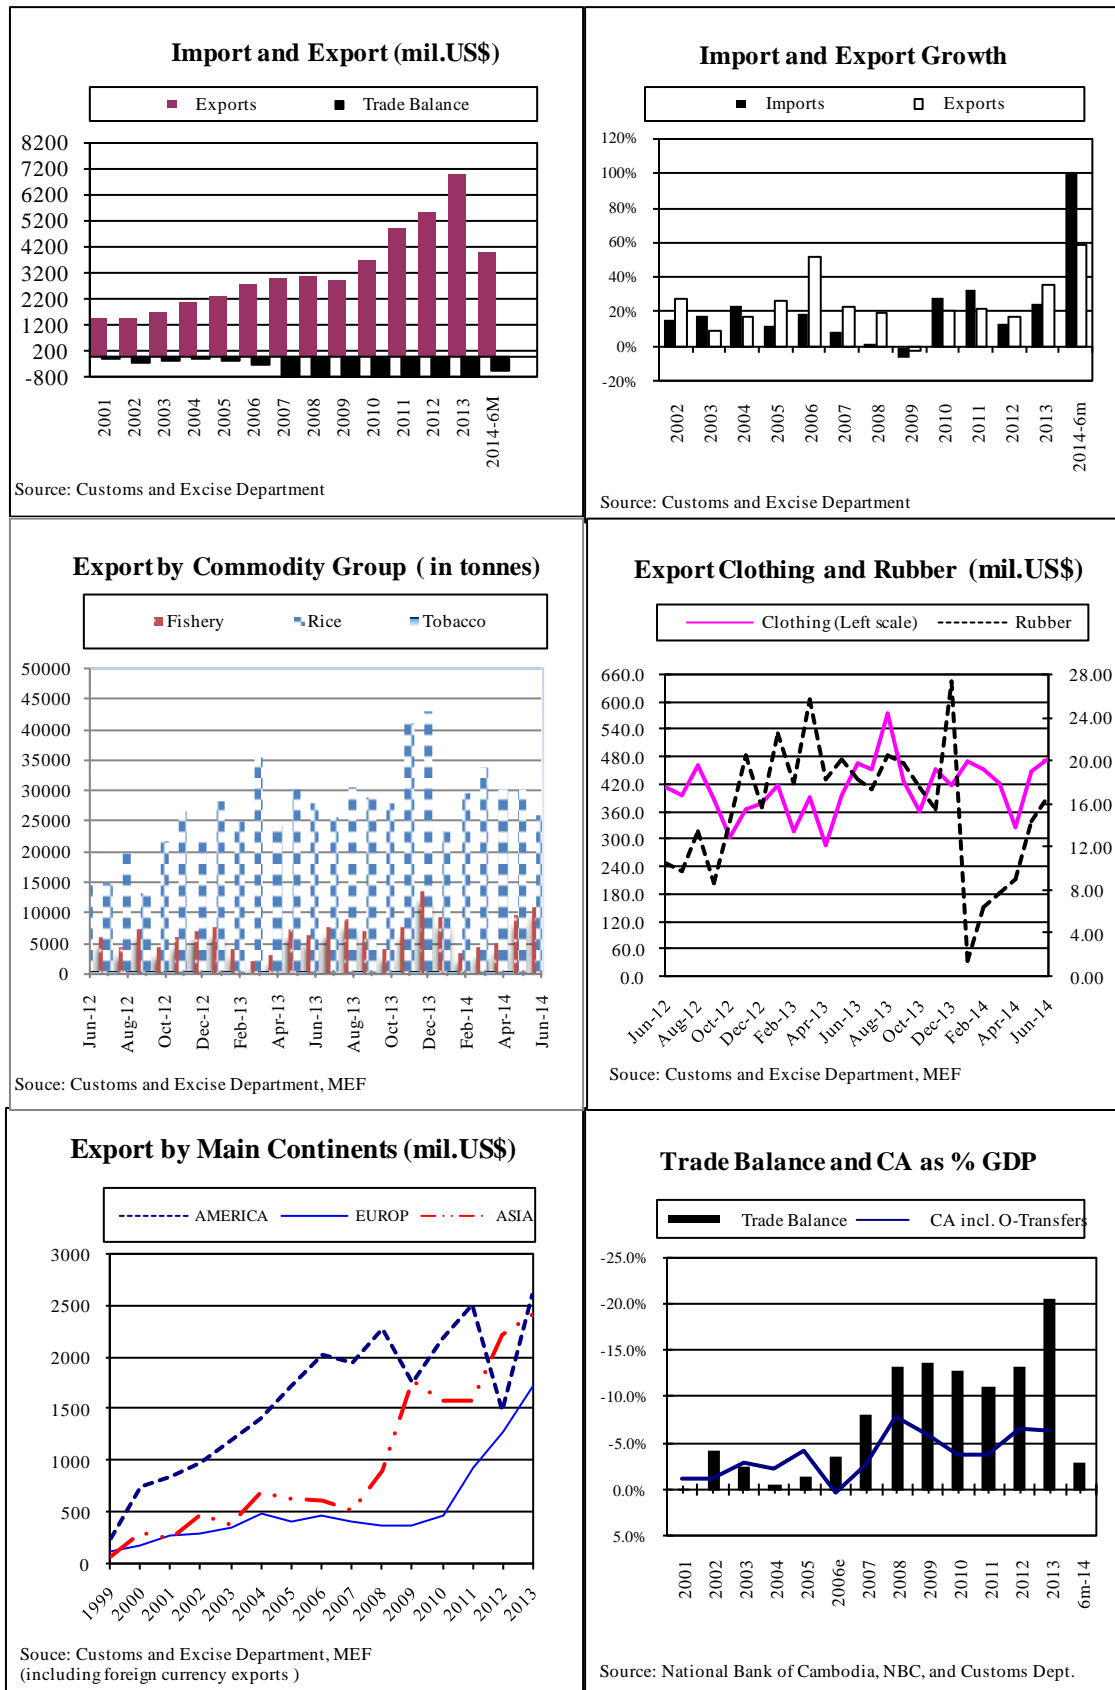 Import and Export (mil.US$)
Exports Trade Balance
8200
7200
6200
5200
4200
3200
2200
1200
200
-800
2001 2002 2003 2004 2005 2006 2007 2008 2009 2010 2011 2012 2013 2014-6M
Source: Customs and Excise Department
Import and Export Growth
Imports Exports
120%
100%
80%
60%
40%
20%
0%
-20%
2002 2003 2004 2005 2006 2007 2008 2009 2010 2011 2012 2013 2014-6m
Source: Customs and Excise Department
Export by Commodity Group ( in tonnes)
Fishery Rice Tobacco
50000
45000
40000
35000
30000
25000
20000
15000
10000
5000
0
Jun-12 Aug-12 Oct-12 Dec-12 Feb-13 Apr-13 Jun-13 Aug-13 Oct-13 Dec-13 Feb-14 Apr-14 Jun-14
Souce: Customs and Excise Department, MEF
Export Clothing and Rubber (mil.US$)
Clothing (Left scale) Rubber
660.0
600.0
540.0
480.0
420.0
360.0
300.0
240.0
180.0
120.0
60.0
0.0
28.00
24.00
20.00
16.00
12.00
8.00
4.00
0.00
Jun-12 Aug-12 Oct-12 Dec-12 Feb-13 Apr-13 Jun-13 Aug-13 Oct-13 Dec-13 Feb-14 Apr-14 Jun-14
Souce: Customs and Excise Department, MEF
Export by Main Continents (mil.US$)
AMERICA EUROP ASIA
3000
2500
2000
1500
1000
500
0
1999 2000 2001 2002 2003 2004 2005 2006 2007 2008 2009 2010 2011 2012 2013
Souce: Customs and Excise Department, MEF
(including foreign currency exports )
Trade Balance and CA as % GDP
Trade Balance CA incl. O-Transfers
-25.0%
-20.0%
-15.0%
-10.0%
-5.0%
0.0%
5.0%
2001 2002 2003 2004 2005 2006e 2007 2008 2009 2010 2011 2012 2013 6m-14
Source: National Bank of Cambodia, NBC, and Customs Dept.